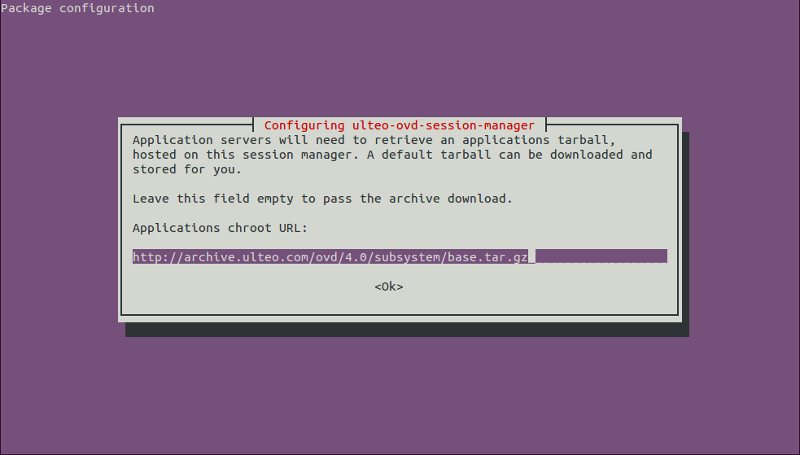 Package configuration
Configuring ulteo-ovd-session-manager
Application servers will need to retrieve an applications tarball,
hosted on this session manager. A default tarball can be downloaded and
stored for you.
Leave this field empty to pass the archive download.
Applications chroot URL:
http://archive.ulteo.com/ovd/4.0/subsystem/base.tar.gz
<Ok>